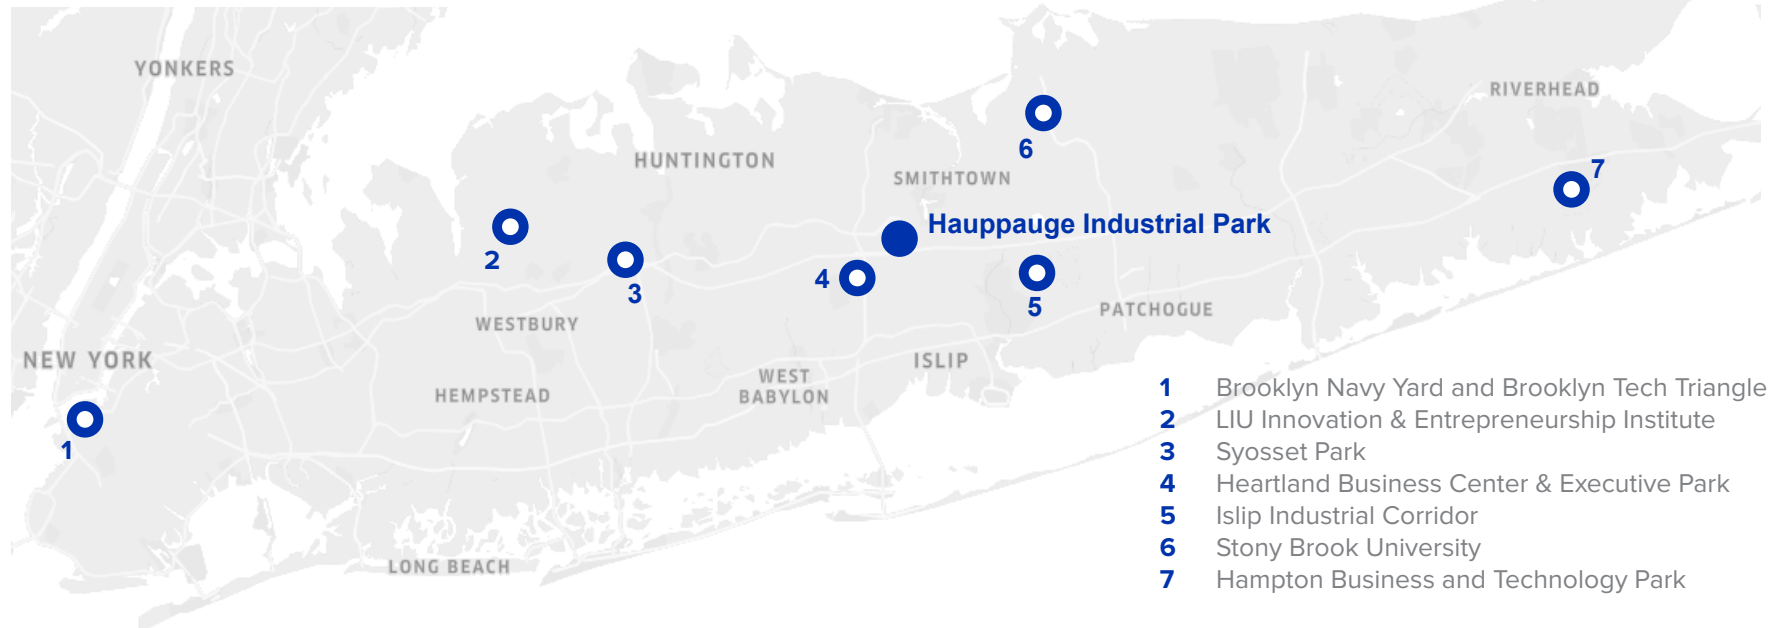 YONKERS
RIVERHEAD
6
HUNTINGTON
7
SMITHTOWN
Hauppauge Industrial Park
2
4
3
5
PATCHOGUE
WESTBURY
NEW YORK
ISLIP
WEST
BABYLON
HEMPSTEAD
1
LONG BEACH
1 Brooklyn Navy Yard and Brooklyn Tech Triangle
2 LIU Innovation & Entrepreneurship Institute
3 Syosset Park
4 Heartland Business Center & Executive Park
5 Islip Industrial Corridor
6 Stony Brook University
7 Hampton Business and Technology Park